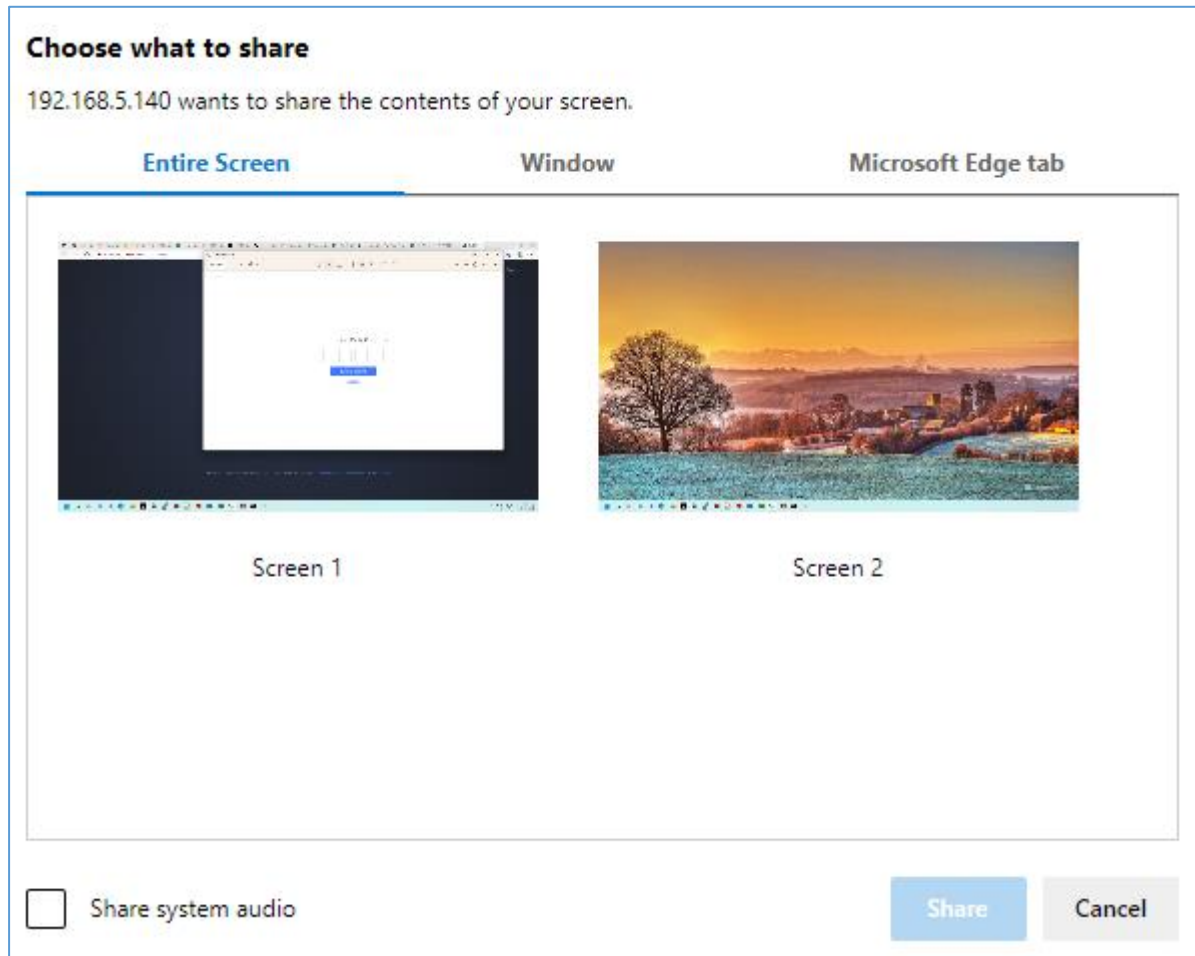 Choose what to share
192.168.5.140 wants to share the contents of your screen.
Entire Screen Window Microsoft Edge tab
Screen 1 Screen 2
Share system audio Share Cancel